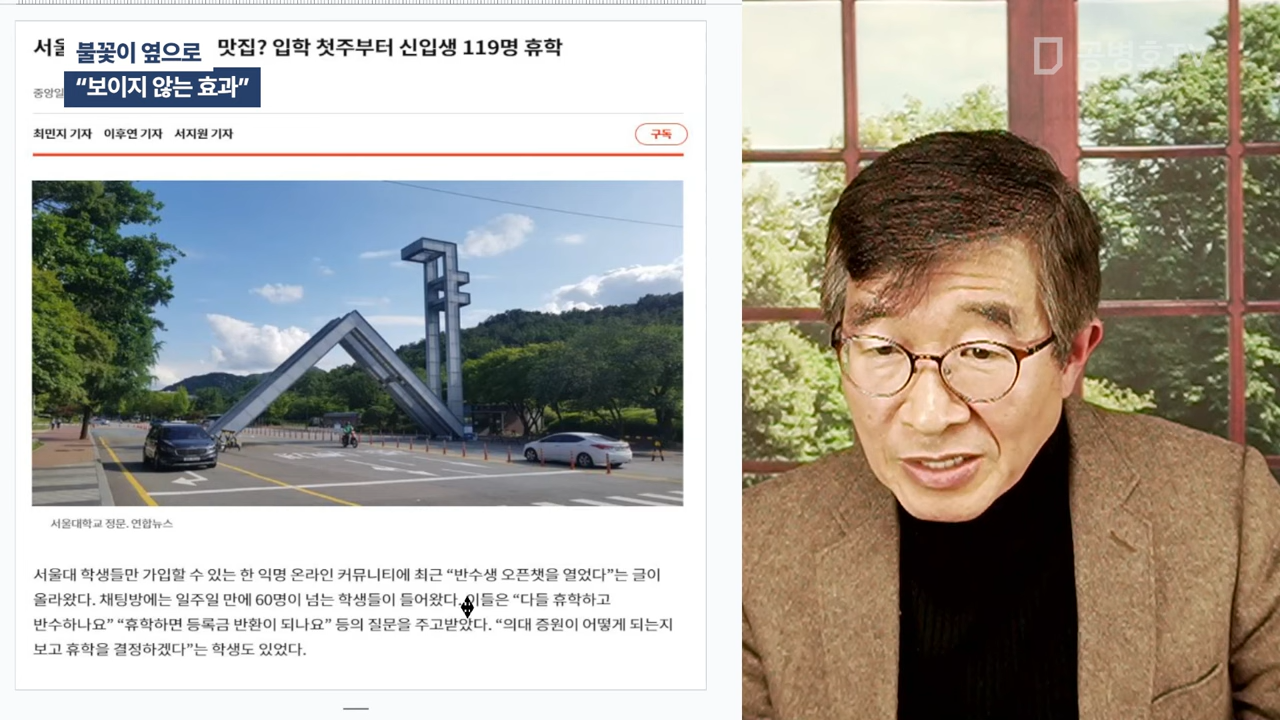 불꽃이 옆으로
“보이지 않는 효과”
맛집? 입학 첫주부터 신입생 119명 휴학
최민지 기자 이후연 기자 서지원 기자
구독
서울대학교 정문. 연합뉴스
서울대 학생들만 가입할 수 있는 한 익명 온라인 커뮤니티에 최근 “반수생 오픈챗을 열었다”는 글이
올라왔다. 채팅방에는 일주일 만에 60명이 넘는 학생들이 들어왔다. 이들은 “다들 휴학하고
반수하나요” “휴학하면 등록금 반환이 되나요” 등의 질문을 주고받았다. “의대 증원이 어떻게 되는지
보고 휴학을 결정하겠다”는 학생도 있었다.
공병호TV